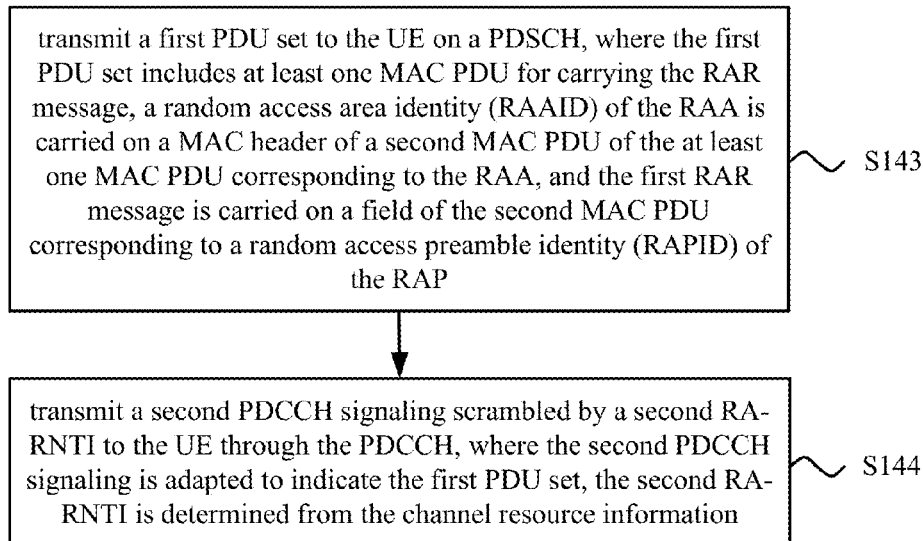 transmit a first PDU set to the UE on a PDSCH, where the first
PDU set includes at least one MAC PDU for carrying the RAR
message, a random access area identity (RAAID) of the RAA is
carried on a MAC header of a second MAC PDU of the at least
one MAC PDU corresponding to the RAA, and the first RAR
message is carried on a field of the second MAC PDU
corresponding to a random access preamble identity (RAPID) of
the RAP
S143
transmit a second PDCCH signaling scrambled by a second RA-
RNTI to the UE through the PDCCH, where the second PDCCH
signaling is adapted to indicate the first PDU set, the second RA-
RNTI is determined from the channel resource information
S144